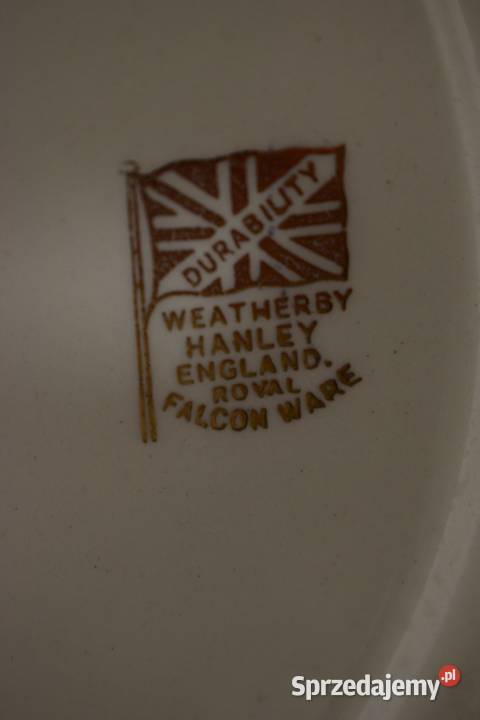 DURABILITY
WEATHERBY
HANLEY
ENGLAND.
ROYAL
FALCON WARE
Sprzedajemy.pl